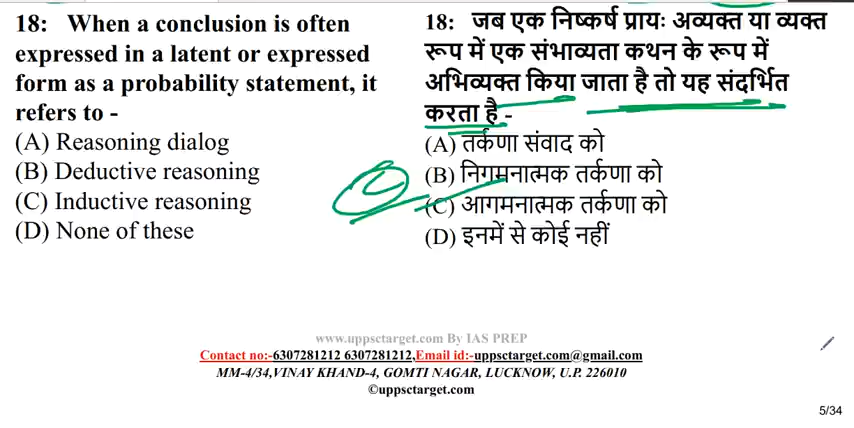 18: When a conclusion is often
expressed in a latent or expressed
form as a probability statement, it
refers to -
(A) Reasoning dialog
(B) Deductive reasoning
(C) Inductive reasoning
(D) None of these
18: जब एक निष्कर्ष प्रायः अव्यक्त या व्यक्त
रूप में एक संभाव्यता कथन के रूप में
अभिव्यक्त किया जाता है तो यह संदर्भित
करता है -
(A) तर्कणा संवाद को
(B) निगमनात्मक तर्कणा को
(C) आगमनात्मक तर्कणा को
(D) इनमें से कोई नहीं
www.uppsctarget.com By IAS PREP
Contact no:-6307281212 6307281212,Email id:-uppsctarget.com@gmail.com
MM-4/34,VINAY KHAND-4, GOMTI NAGAR, LUCKNOW, U.P. 226010
©uppsctarget.com
5/34